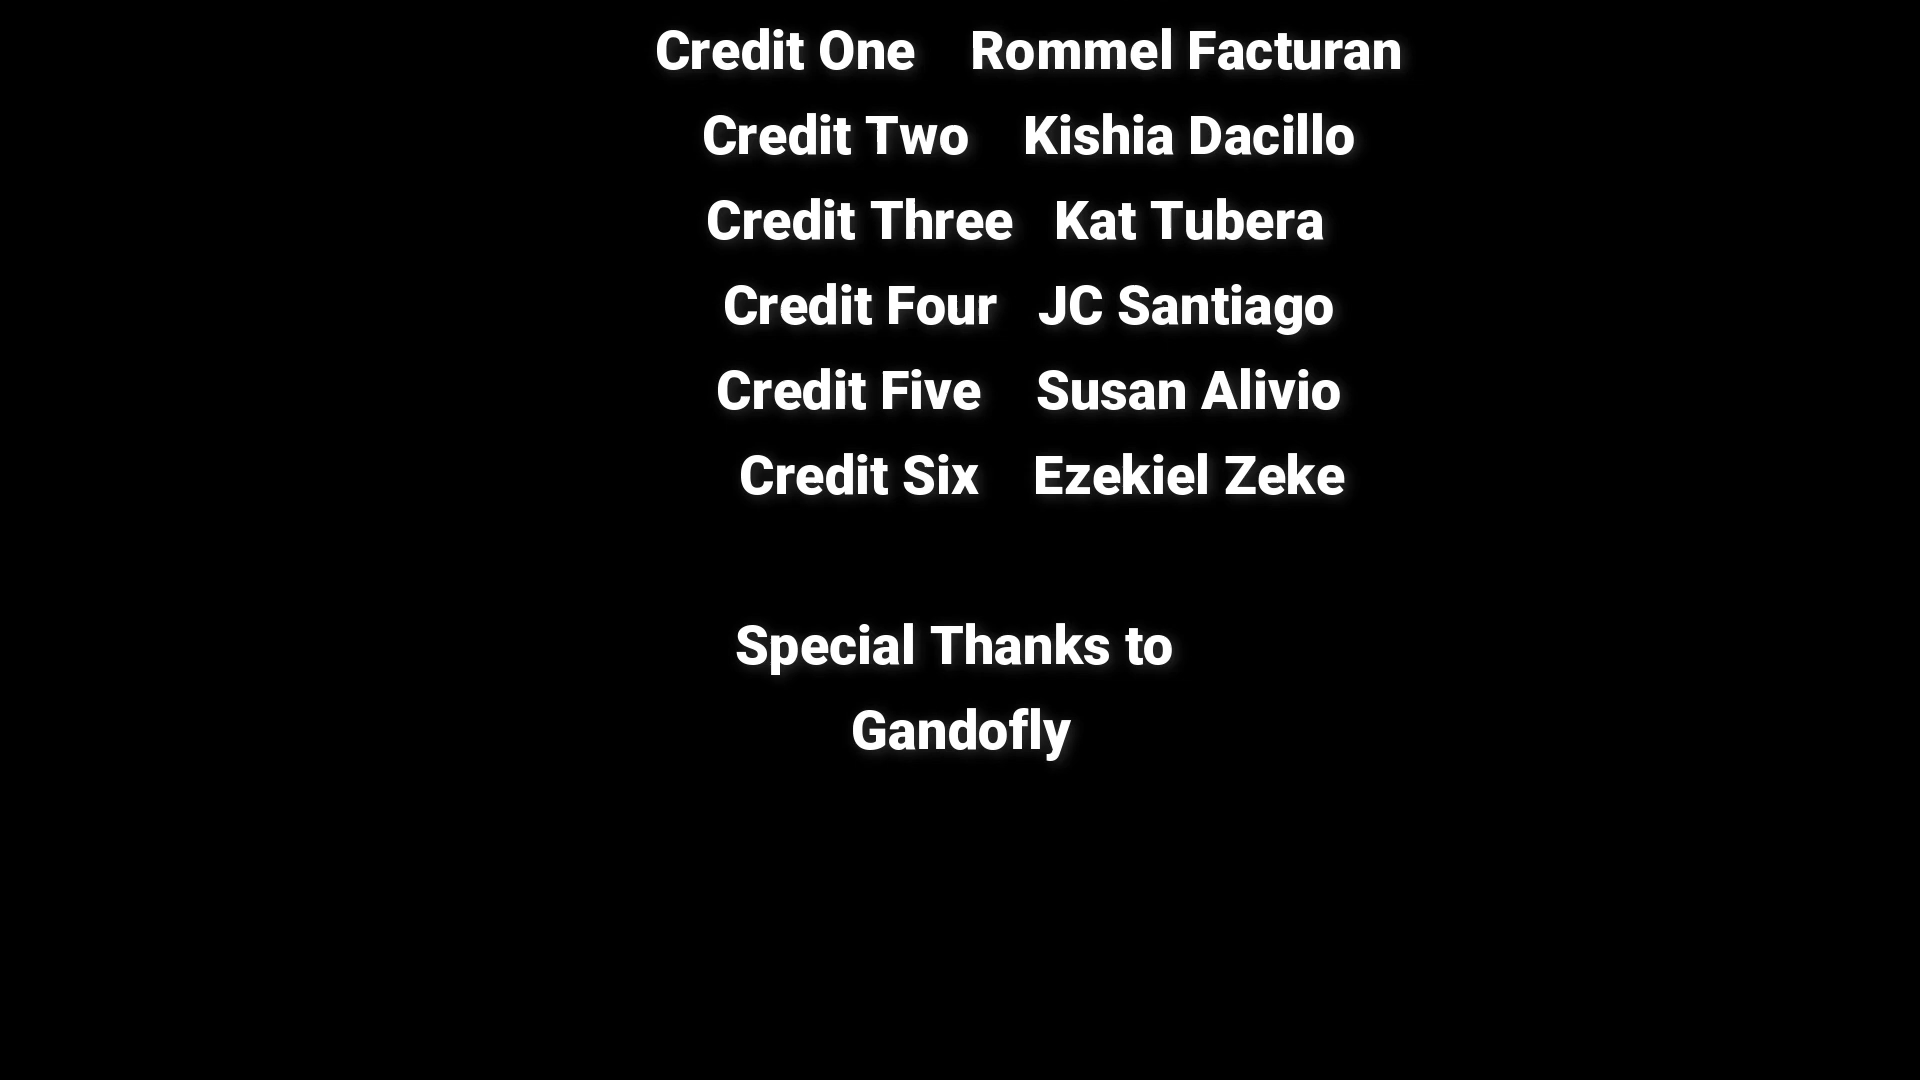 Credit One Rommel Facturan
Credit Two Kishia Dacillo
Credit Three Kat Tubera
Credit Four JC Santiago
Credit Five Susan Alivio
Credit Six Ezekiel Zeke
Special Thanks to
Gandofly